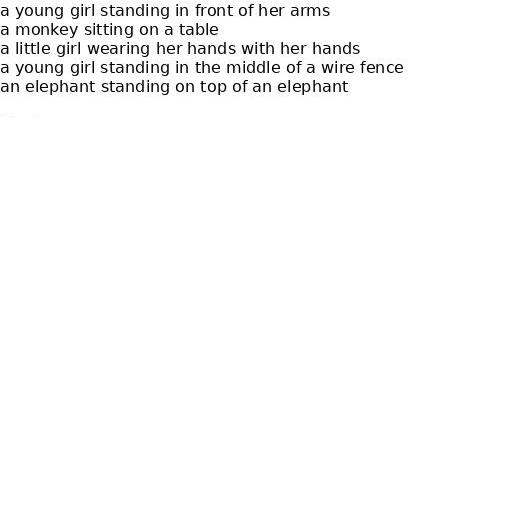 a young girl standing in front of her arms
a monkey sitting on a table
a little girl wearing her hands with her hands
a young girl standing in the middle of a wire fence
an elephant standing on top of an elephant